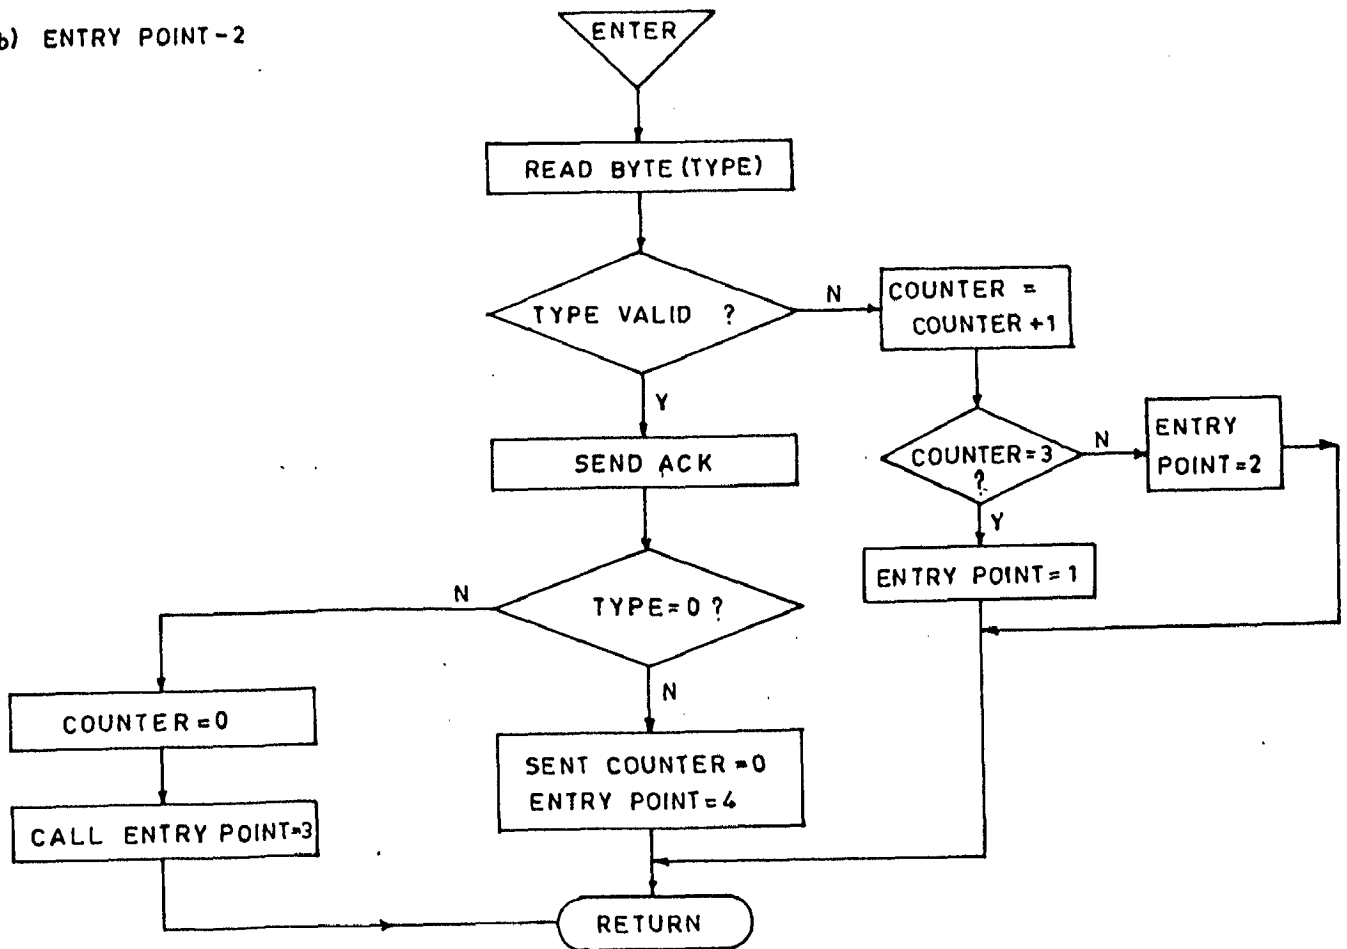 b) ENTRY POINT-2
ENTER
READ BYTE (TYPE)
TYPE VALID ?
N
COUNTER =
COUNTER +1
Y
SEND ACK
COUNTER=3
?
N
ENTRY
POINT=2
Y
ENTRY POINT=1
TYPE=0 ?
N
N
COUNTER=0
CALL ENTRY POINT=3
SENT COUNTER=0
ENTRY POINT=4
RETURN